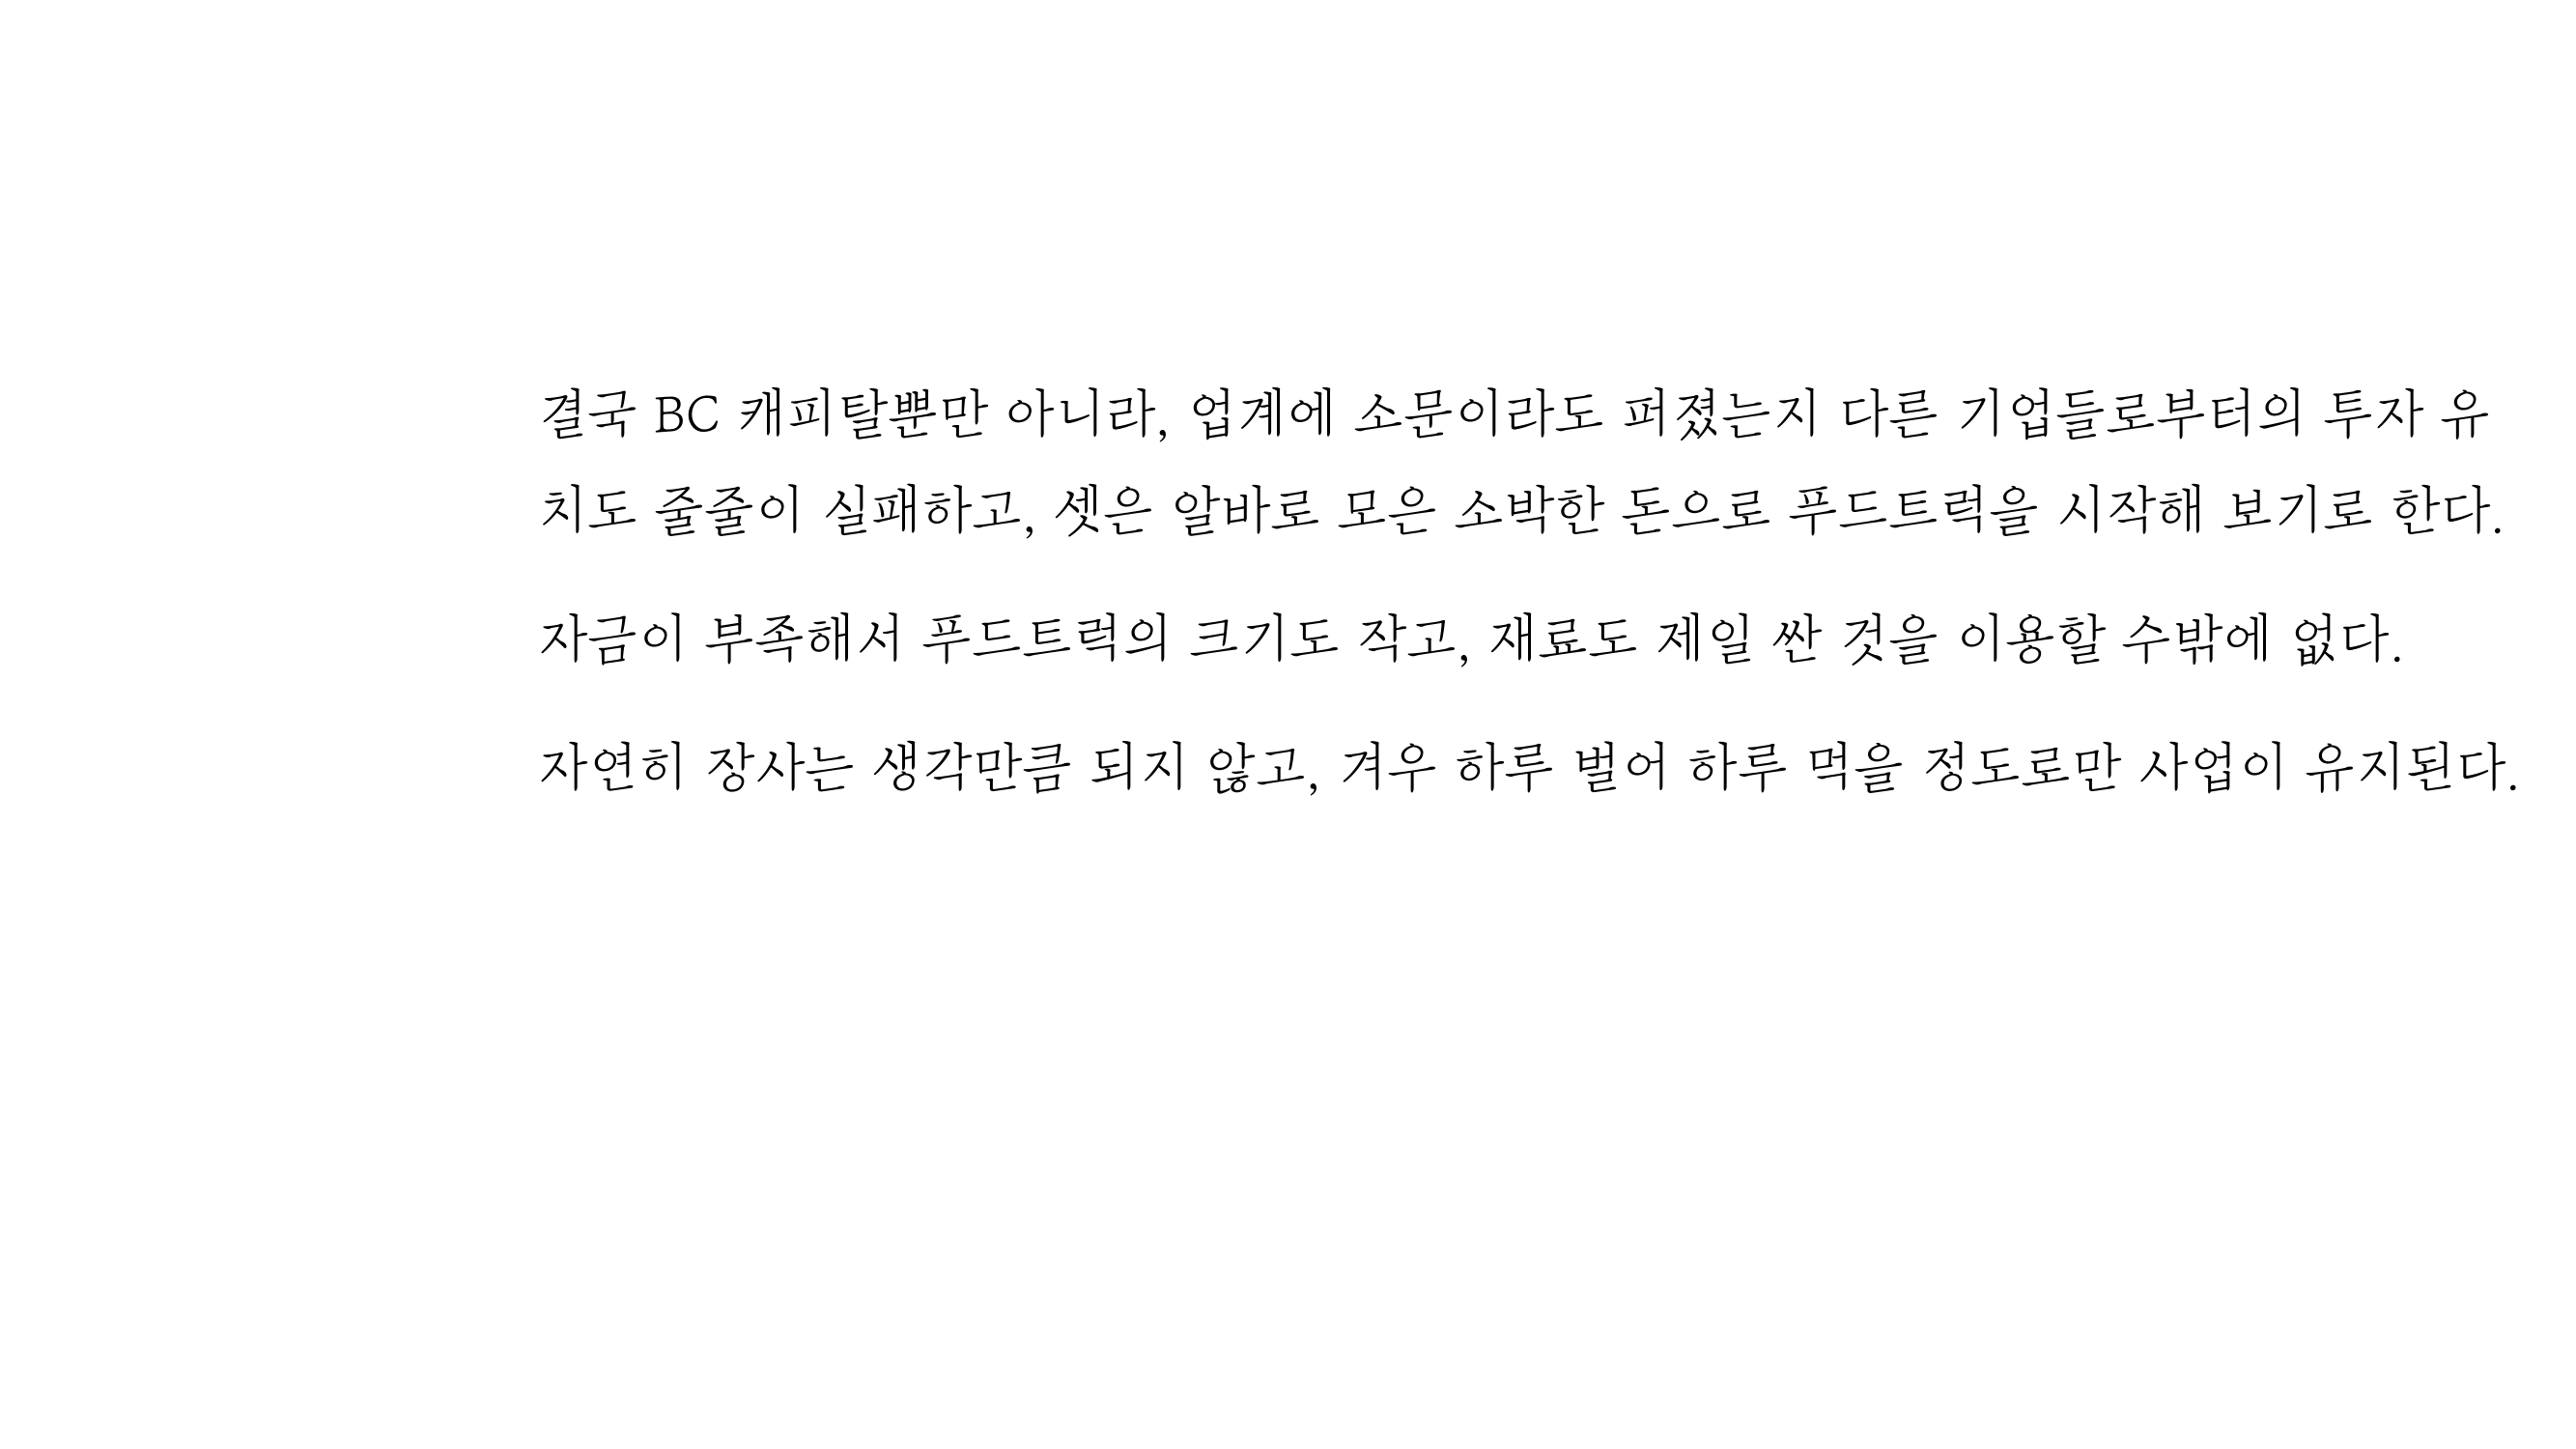 결국 BC 캐피탈뿐만 아니라, 업계에 소문이라도 퍼졌는지 다른 기업들로부터의 투자 유
치도 줄줄이 실패하고, 셋은 알바로 모은 소박한 돈으로 푸드트럭을 시작해 보기로 한다.
자금이 부족해서 푸드트럭의 크기도 작고, 재료도 제일 싼 것을 이용할 수밖에 없다.
자연히 장사는 생각만큼 되지 않고, 겨우 하루 벌어 하루 먹을 정도로만 사업이 유지된다.